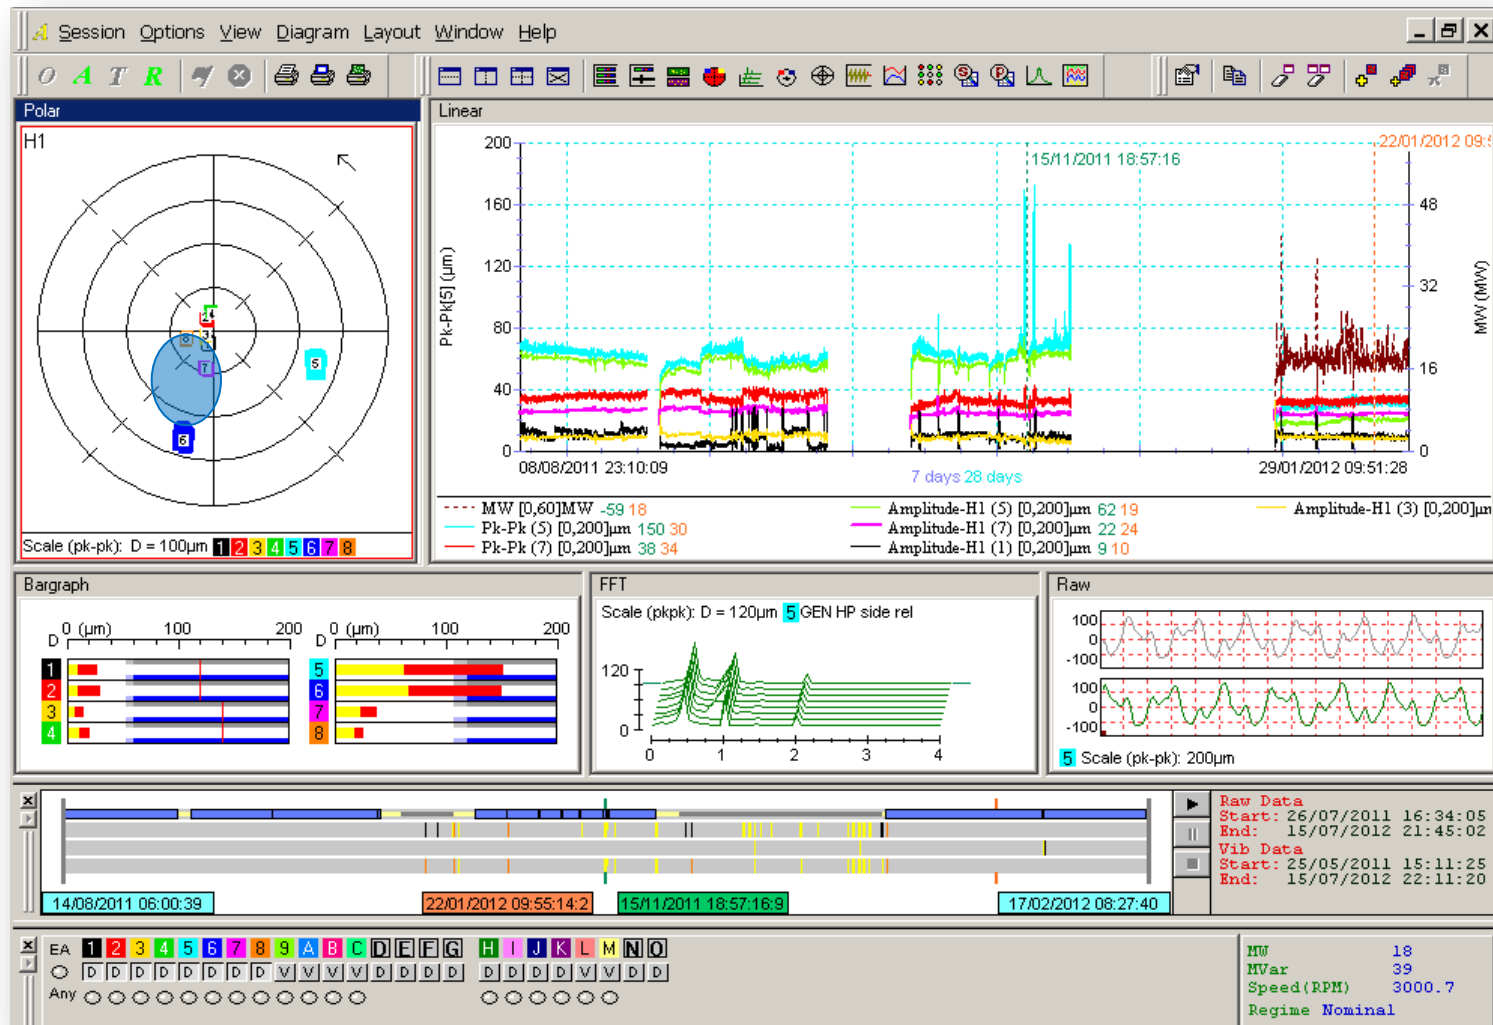 Session Options View Diagram Layout Window Help
O A T R
Polar
Linear
H1
5
6
7
8
3
Scale (pk-pk): D = 100µm 1 2 3 4 5 6 7 8
200
160
120
80
40
0
Pk-Pk[5] (µm)
15/11/2011 18:57:16
22/01/2012 09:5
48
32
16
0
MW (MW)
08/08/2011 23:10:09
7 days 28 days
29/01/2012 09:51:28
MW [0,60]MW -59 18
Pk-Pk (5) [0,200]µm 150 30
Pk-Pk (7) [0,200]µm 38 34
Amplitude-H1 (5) [0,200]µm 62 19
Amplitude-H1 (7) [0,200]µm 22 24
Amplitude-H1 (1) [0,200]µm 9 10
Amplitude-H1 (3) [0,200]µm
Bargraph
D 0 (µm) 100 200
1
2
3
4
D 0 (µm) 100 200
5
6
7
8
FFT
Scale (pkpk): D = 120µm 5 GEN HP side rel
120
0
0 1 2 3 4
Raw
100
0
-100
100
0
-100
5 Scale (pk-pk): 200µm
14/08/2011 06:00:39
22/01/2012 09:55:14:2
15/11/2011 18:57:16:9
17/02/2012 08:27:40
Raw Data
Start: 26/07/2011 16:34:05
End: 15/07/2012 21:45:02
Vib Data
Start: 25/05/2011 15:11:25
End: 15/07/2012 22:11:20
EA 1 2 3 4 5 6 7 8 9 A B C D E F G H I J K L M N O
D D D D D D D D V V V V D D D D D D D D V V D D
Any
MW 18
MVar 39
Speed(RPM) 3000.7
Regime Nominal